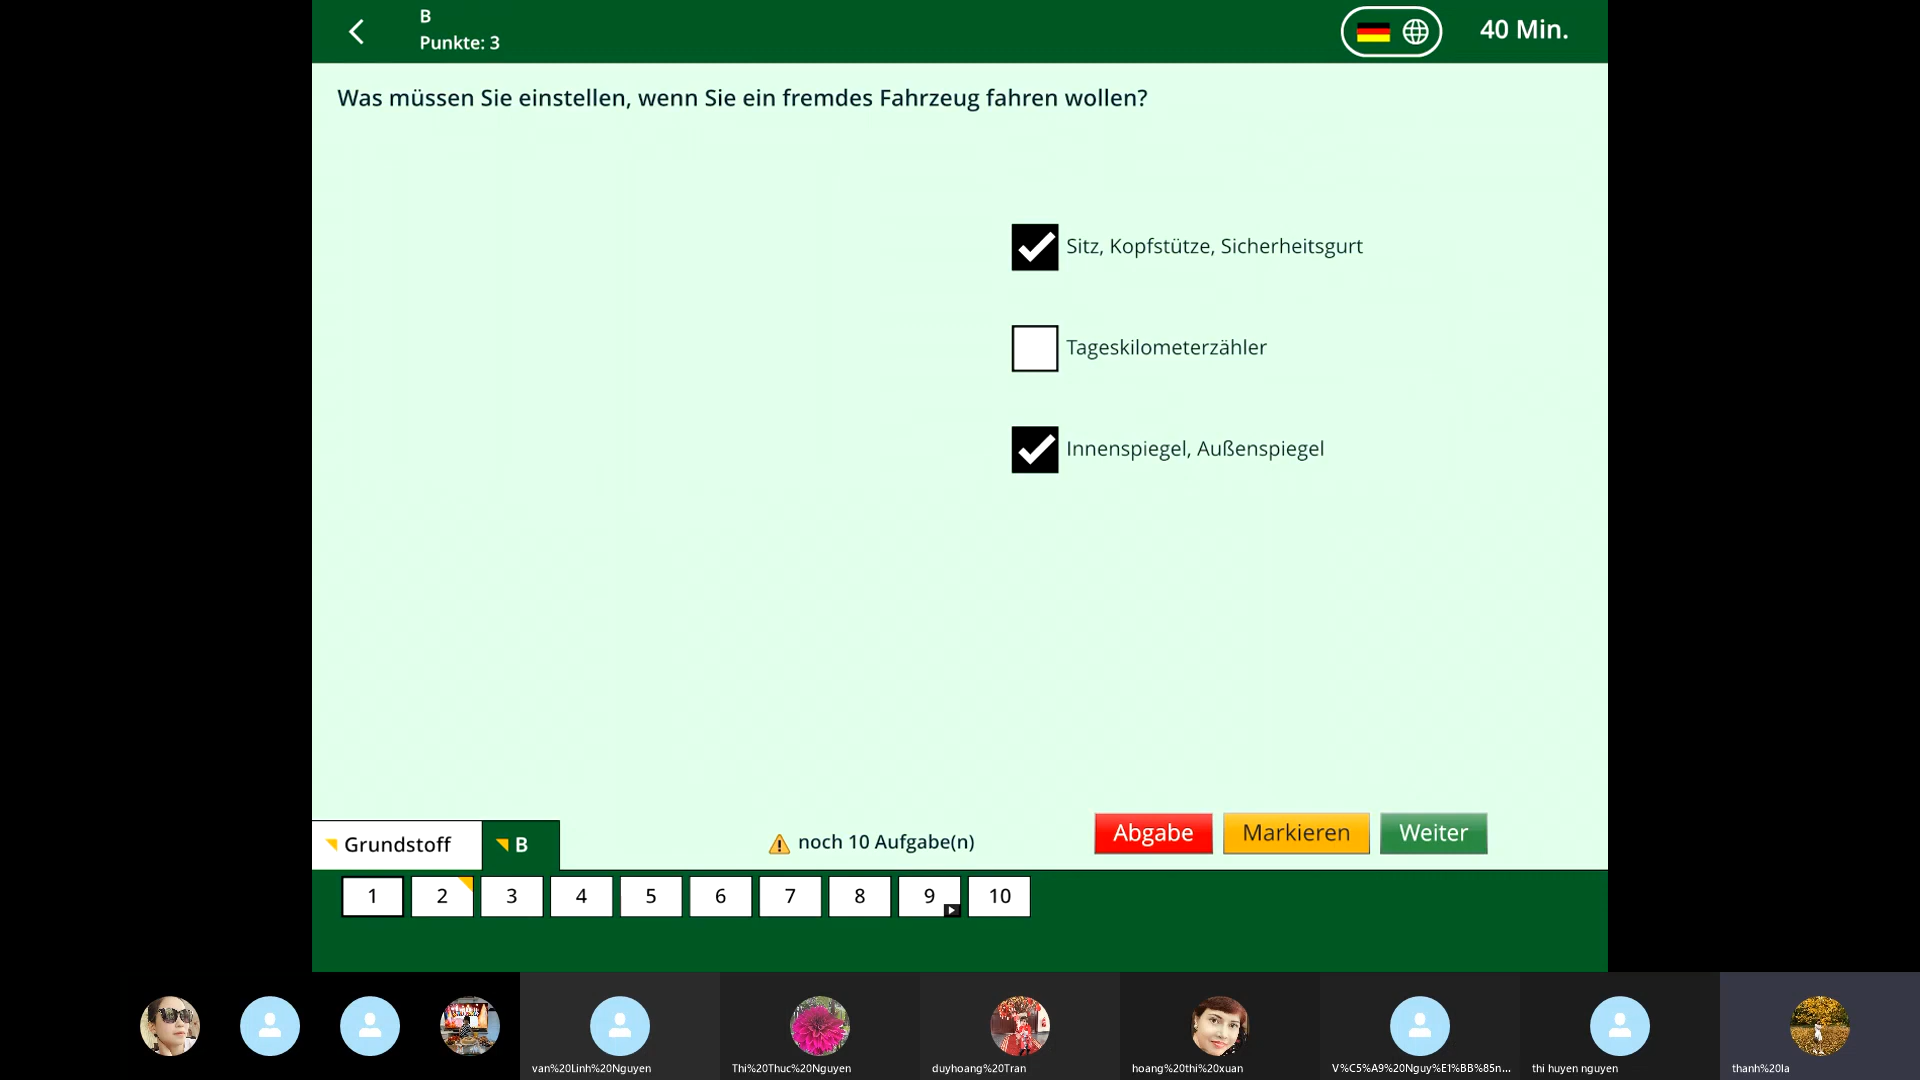 B
Punkte: 3
40 Min.
Was müssen Sie einstellen, wenn Sie ein fremdes Fahrzeug fahren wollen?
Sitz, Kopfstütze, Sicherheitsgurt
Tageskilometerzähler
Innenspiegel, Außenspiegel
Grundstoff
B
noch 10 Aufgabe(n)
Abgabe
Markieren
Weiter
1 2 3 4 5 6 7 8 9 10
van%20Linh%20Nguyen
Thi%20Thuc%20Nguyen
duyhoang%20Tran
hoang%20thi%20xuan
V%C5%A9%20Nguy%E1%BB%85n...
thi huyen nguyen
thanh%20la